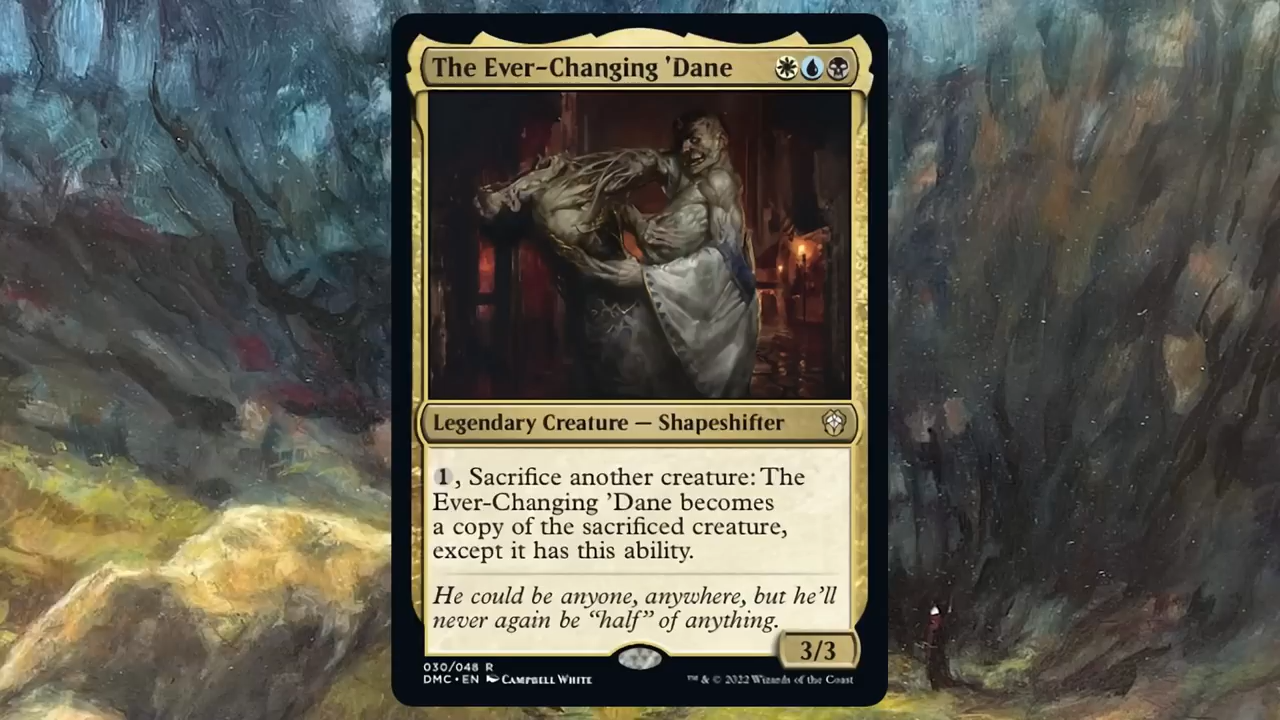 The Ever-Changing 'Dane
Legendary Creature — Shapeshifter
1, Sacrifice another creature: The
Ever-Changing 'Dane becomes
a copy of the sacrificed creature,
except it has this ability.
He could be anyone, anywhere, but he'll
never again be “half” of anything.
3/3
030/048 R
DMC • EN CAMPBELL WHITE
™ & © 2022 Wizards of the Coast